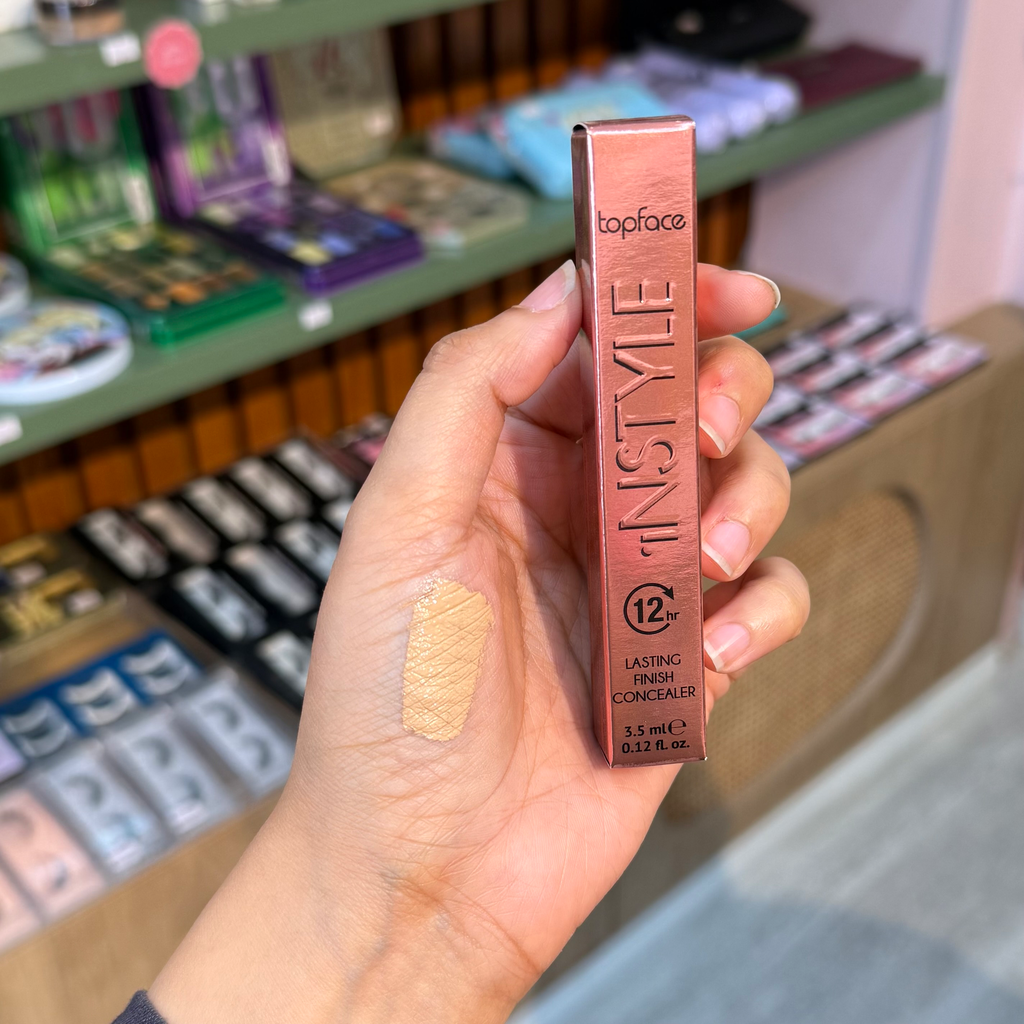 topface
INSTYLE
12hr
LASTING
FINISH
CONCEALER
3.5 ml℮
0.12 fl. oz.